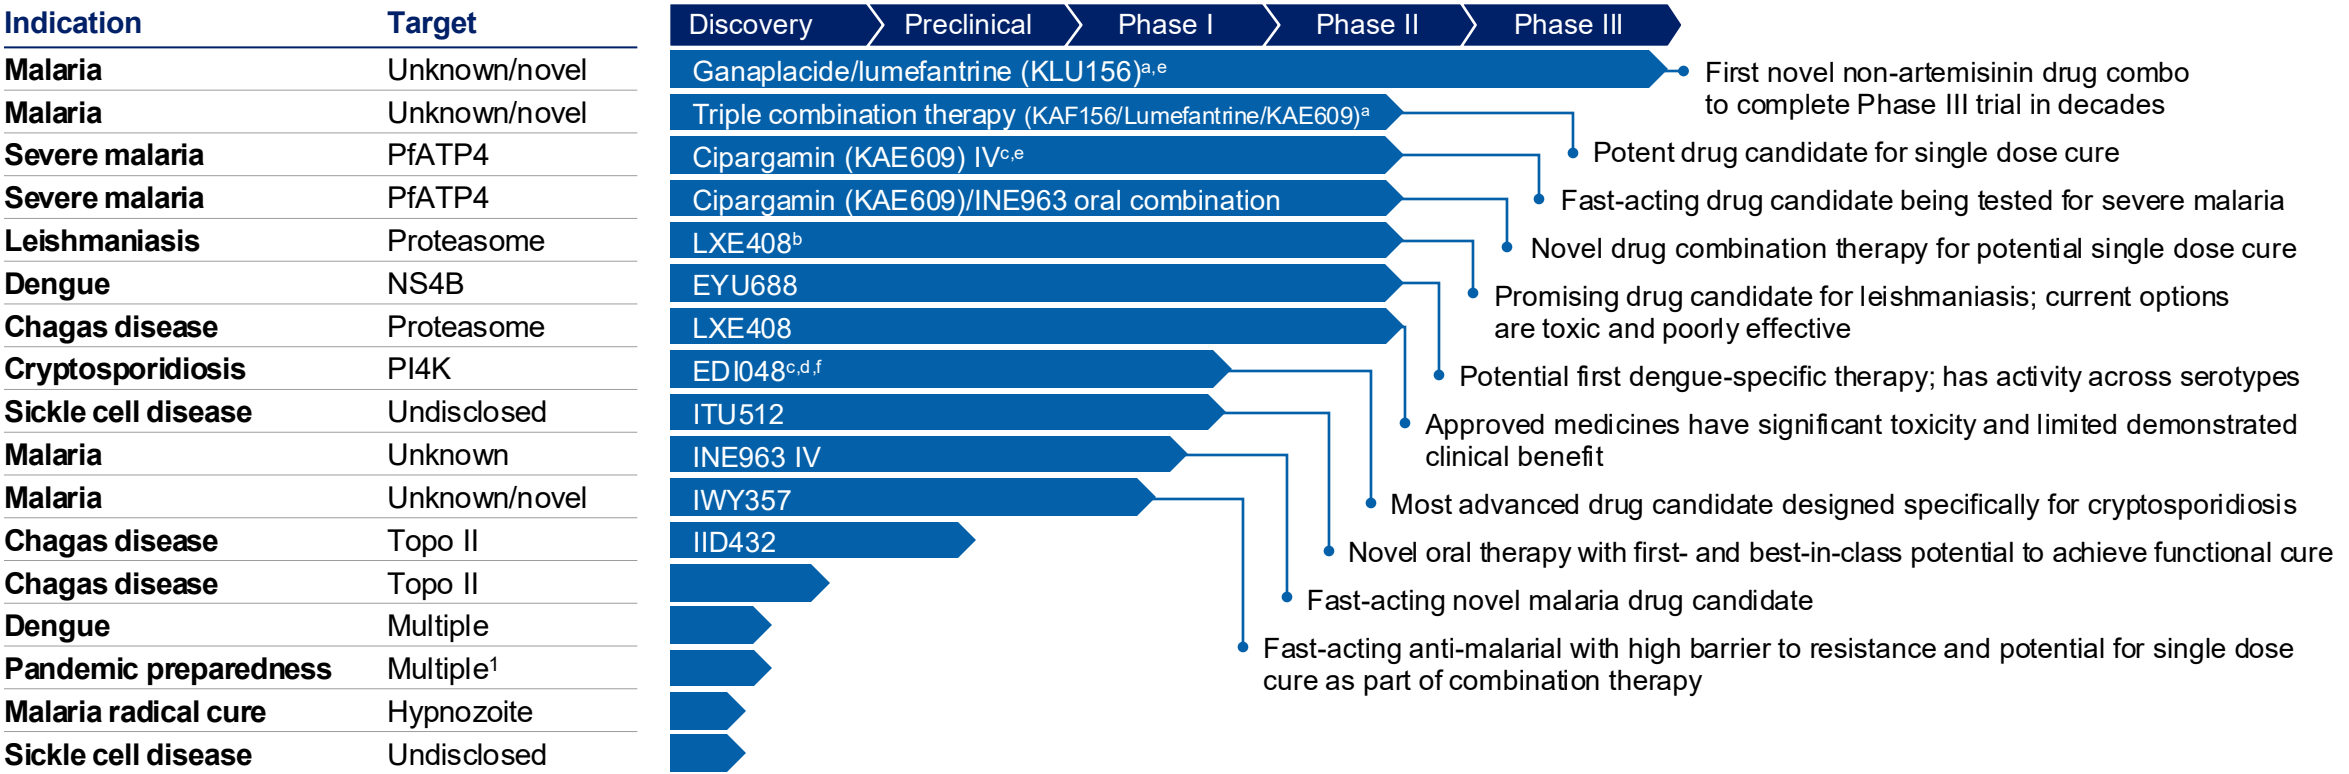 Indication Target Discovery Preclinical Phase I Phase II Phase III
Malaria Unknown/novel Ganaplacide/lumefantrine (KLU156)a,e
First novel non-artemisinin drug combo
to complete Phase III trial in decades
Malaria Unknown/novel Triple combination therapy (KAF156/Lumefantrine/KAE609)a
Potent drug candidate for single dose cure
Severe malaria PfATP4 Cipargamin (KAE609) IVc,e
Fast-acting drug candidate being tested for severe malaria
Severe malaria PfATP4 Cipargamin (KAE609)/INE963 oral combination
Novel drug combination therapy for potential single dose cure
Leishmaniasis Proteasome LXE408b
Promising drug candidate for leishmaniasis; current options
are toxic and poorly effective
Dengue NS4B EYU688
Potential first dengue-specific therapy; has activity across serotypes
Chagas disease Proteasome LXE408
Approved medicines have significant toxicity and limited demonstrated
clinical benefit
Cryptosporidiosis PI4K EDI048c,d,f
Most advanced drug candidate designed specifically for cryptosporidiosis
Sickle cell disease Undisclosed ITU512
Novel oral therapy with first- and best-in-class potential to achieve functional cure
Malaria Unknown INE963 IV
Fast-acting novel malaria drug candidate
Malaria Unknown/novel IWY357
Fast-acting anti-malarial with high barrier to resistance and potential for single dose
cure as part of combination therapy
Chagas disease Topo II IID432
Chagas disease Topo II
Dengue Multiple
Pandemic preparedness Multiple1
Malaria radical cure Hypnozoite
Sickle cell disease Undisclosed